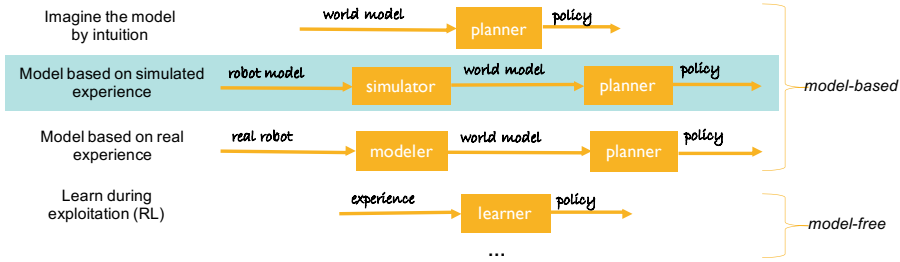 Imagine the model
by intuition
world model
planner
policy
Model based on simulated
experience
robot model
simulator
world model
planner
policy
model-based
Model based on real
experience
real robot
modeler
world model
planner
policy
Learn during
exploitation (RL)
experience
learner
policy
model-free
...